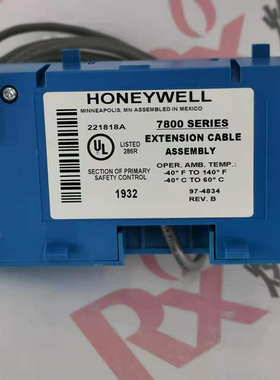 HONEYWELL
MINNEAPOLIS, MN ASSEMBLED IN MEXICO
221818A
7800 SERIES
EXTENSION CABLE
ASSEMBLY
UL
LISTED
286R
OPER. AMB. TEMP.:
-40° F TO 140° F
-40° C TO 60° C
SECTION OF PRIMARY
SAFETY CONTROL
1932
97-4834
REV. B